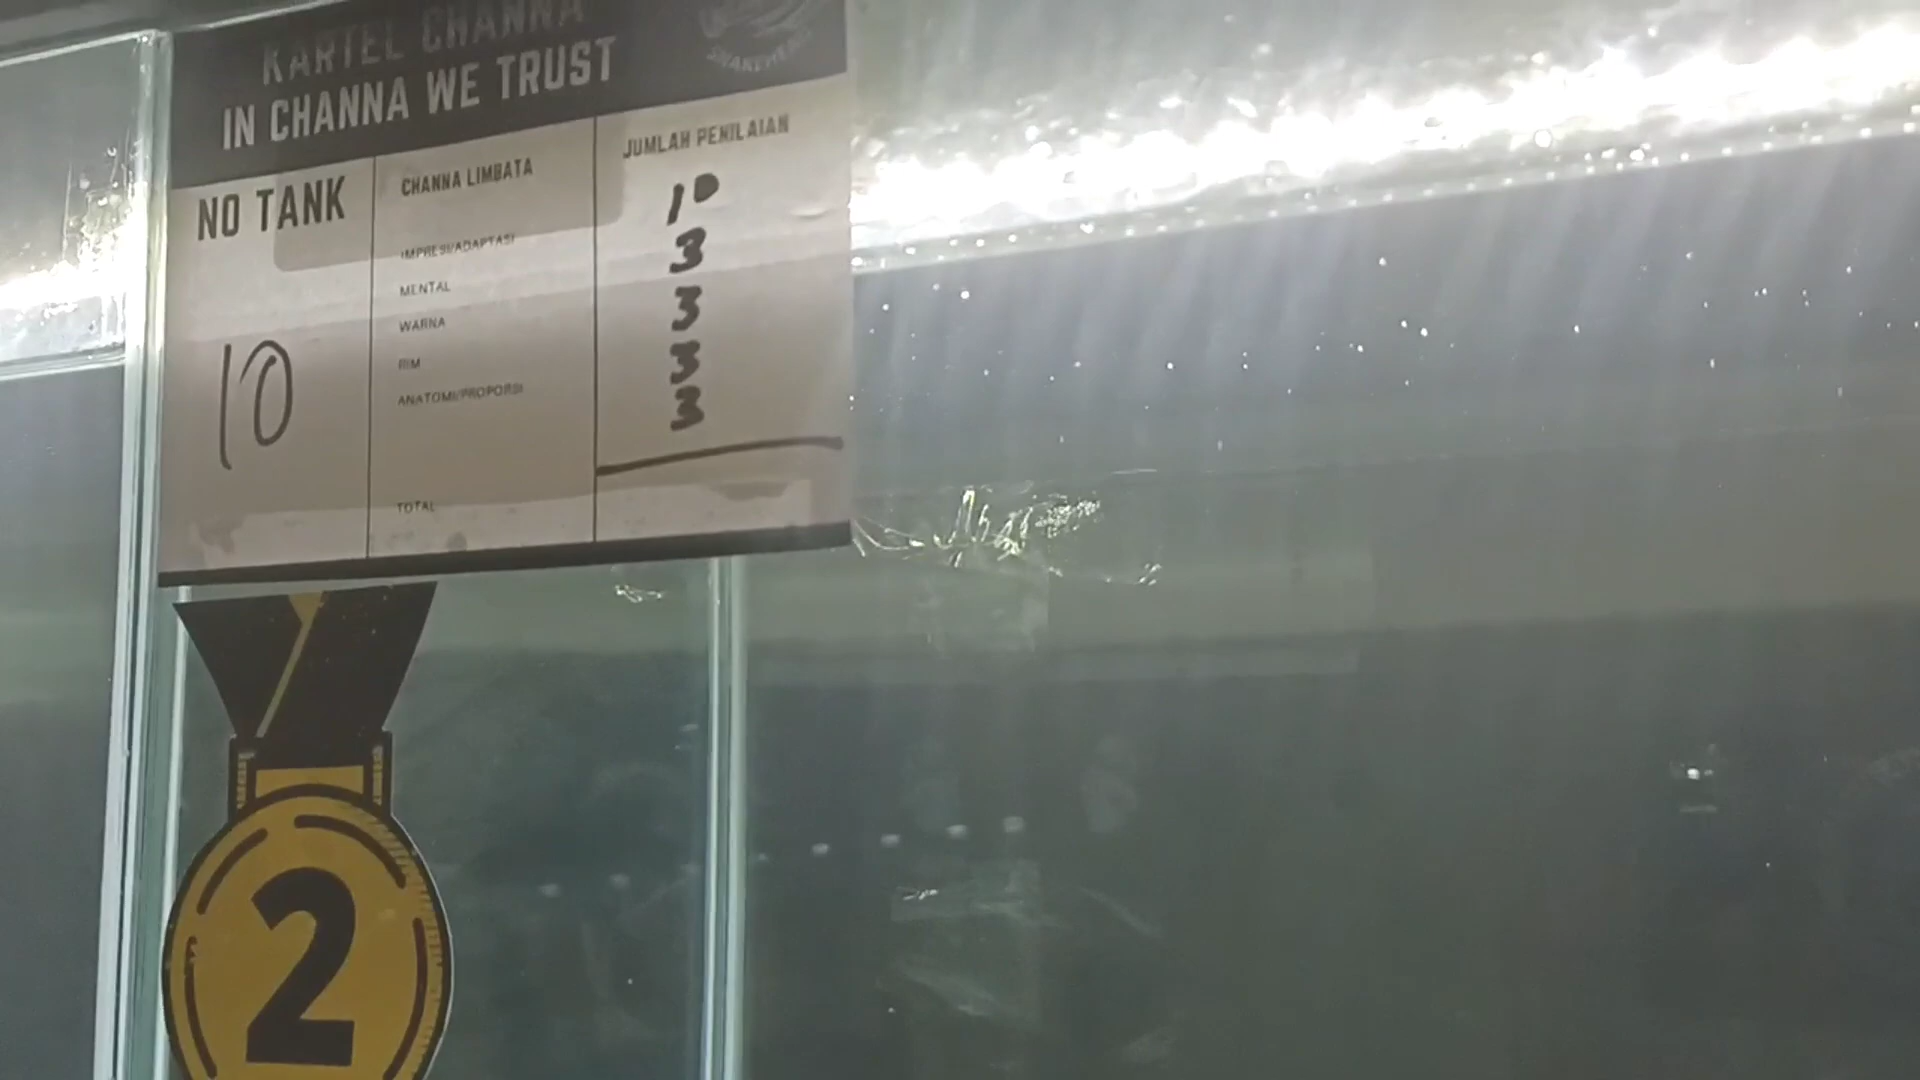 KARTEL CHANNA
IN CHANNA WE TRUST
SNAKEHEAD
NO TANK
10
CHANNA LIMBATA
IMPRESI/ADAPTASI
MENTAL
WARNA
RIM
ANATOMI/PROPORSI
TOTAL
JUMLAH PENILAIAN
10
3
3
3
3
2